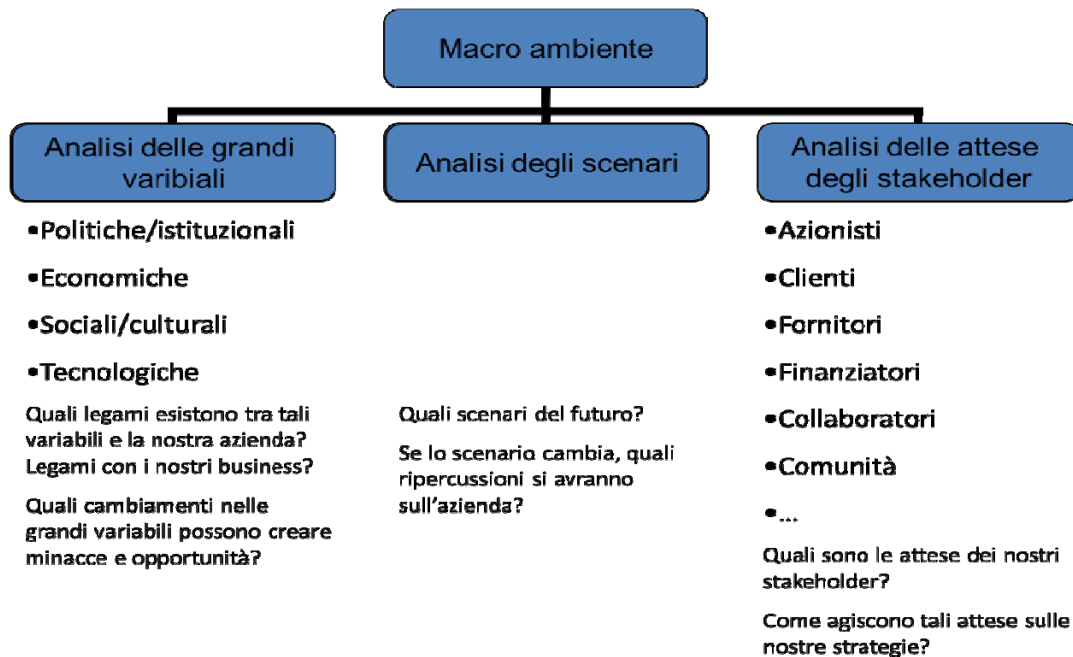 Macro ambiente
Analisi delle grandi
varibiali
•Politiche/istituzionali
•Economiche
•Sociali/culturali
•Tecnologiche
Quali legami esistono tra tali
variabili e la nostra azienda?
Legami con i nostri business?
Quali cambiamenti nelle
grandi variabili possono creare
minacce e opportunità?
Analisi degli scenari
Quali scenari del futuro?
Se lo scenario cambia, quali
ripercussioni si avranno
sull'azienda?
Analisi delle attese
degli stakeholder
•Azionisti
•Clienti
•Fornitori
•Finanziatori
•Collaboratori
•Comunità
•...
Quali sono le attese dei nostri
stakeholder?
Come agiscono tali attese sulle
nostre strategie?